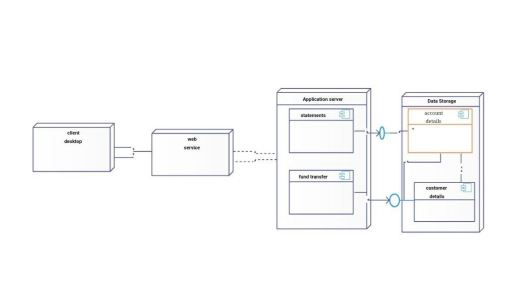 client
desktop
web
service
Application server
statements
fund transfer
Data Storage
account
details
customer
details